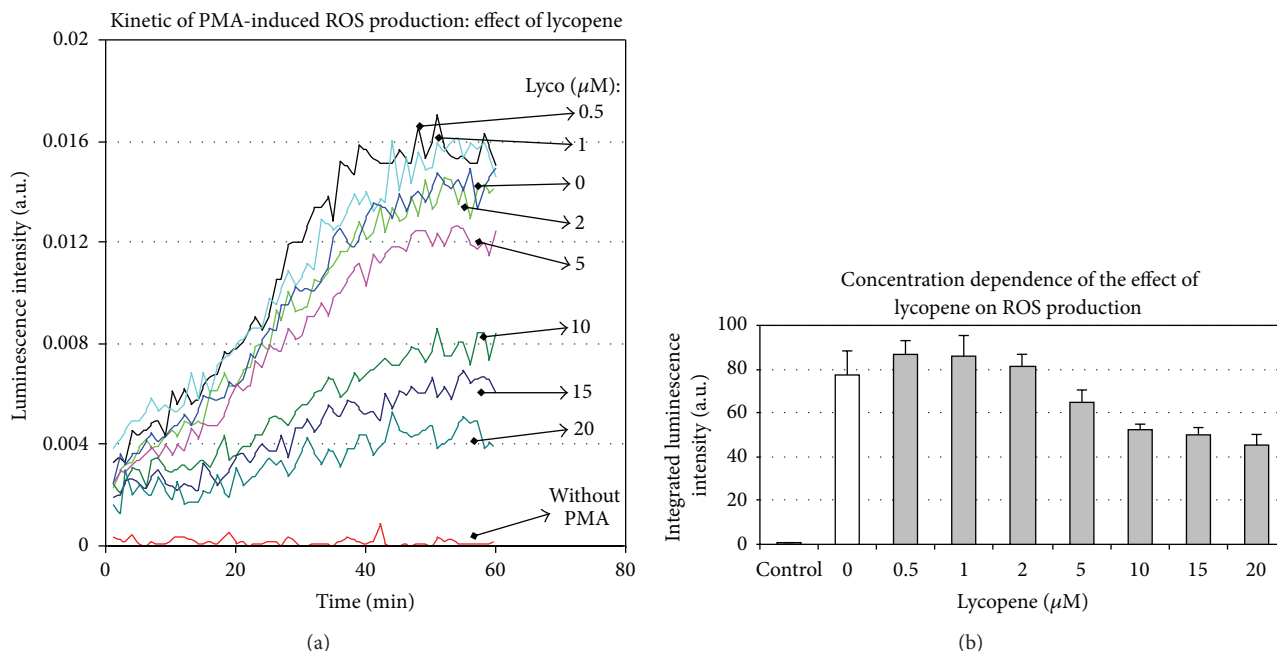 Kinetic of PMA-induced ROS production: effect of lycopene
0.02
0.016
0.012
0.008
0.004
0
Luminescence intensity (a.u.)
Lyco (μM):
0.5
1
0
2
5
10
15
20
Without
PMA
0
20
40
60
80
Time (min)
(a)
Concentration dependence of the effect of
lycopene on ROS production
100
80
60
40
20
0
Integrated luminescence
intensity (a.u.)
Control
0
0.5
1
2
5
10
15
20
Lycopene (μM)
(b)